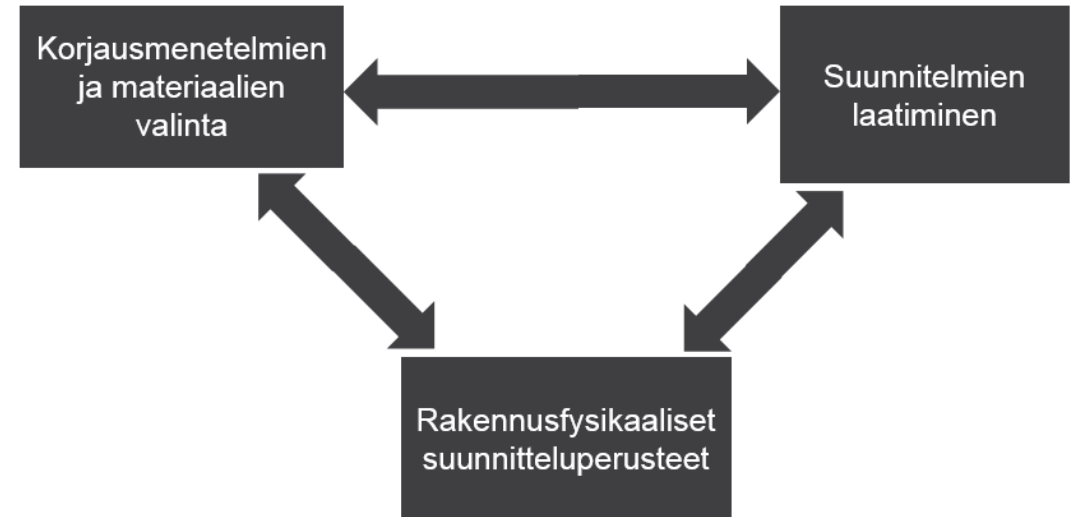 Korjausmenetelmien
ja materiaalien
valinta
Suunnitelmien
laatiminen
Rakennusfysikaaliset
suunnitteluperusteet